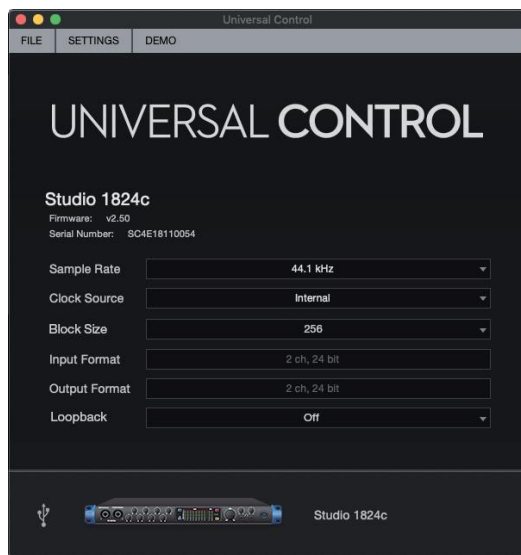 Universal Control
FILE SETTINGS DEMO
UNIVERSAL CONTROL
Studio 1824c
Firmware: v2.50
Serial Number: SC4E18110054
Sample Rate 44.1 kHz
Clock Source Internal
Block Size 256
Input Format 2 ch, 24 bit
Output Format 2 ch, 24 bit
Loopback Off
Studio 1824c